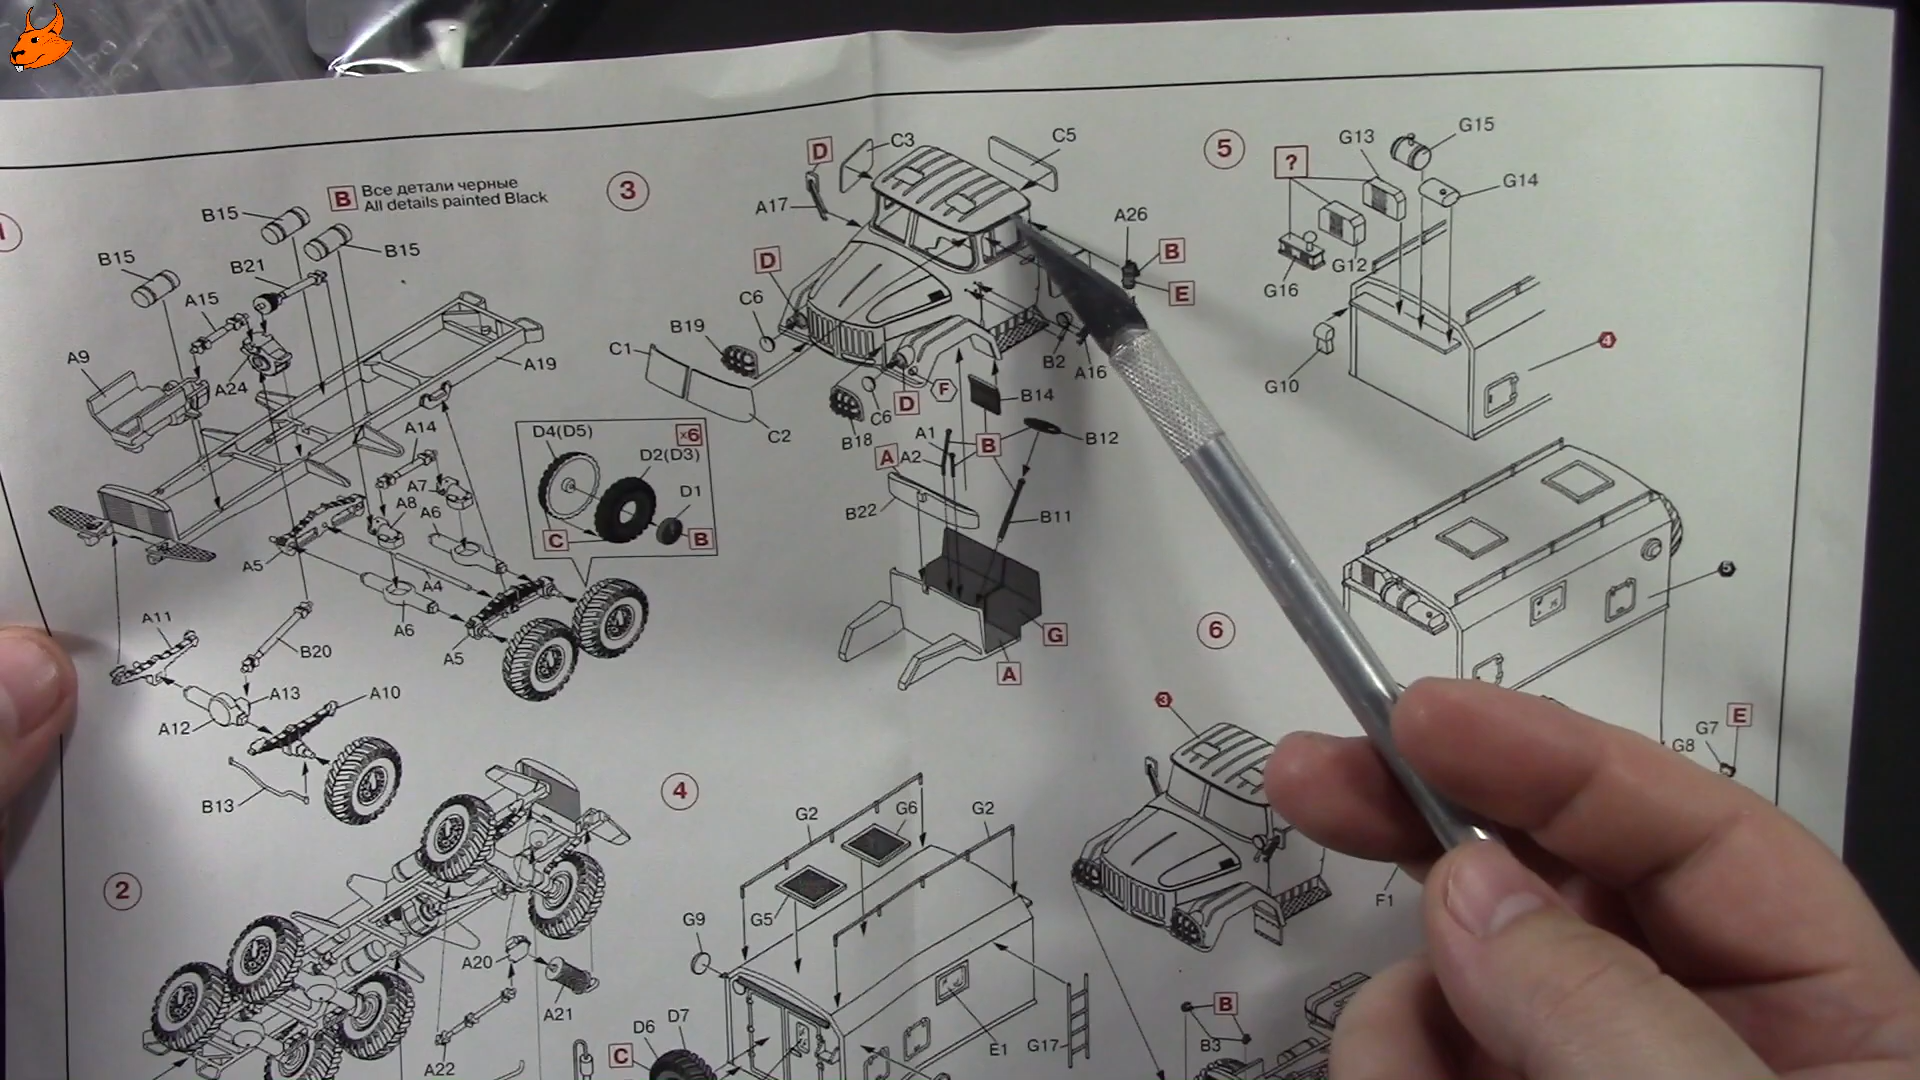 1
B Все детали черные
All details painted Black
B15
B15
B15
B21
A15
A9
A24
A19
A14
A7
A8
A6
A5
A4
A6
A5
A11
B20
A13
A12
A10
B13
D4(D5)
×6
D2(D3)
D1
C
B
2
A20
A21
A22
3
D
C3
C5
A17
D
C6
B19
C1
C2
A26
B
E
B2
A16
F
D
C6
B18
B14
A1
B
B12
A
A2
B22
B11
G
A
4
G2
G6
G2
G5
G9
D7
D6
C
E1
G17
5
?
G13
G15
G14
G12
G16
G10
4
5
6
3
G7
E
G8
F1
B
B3